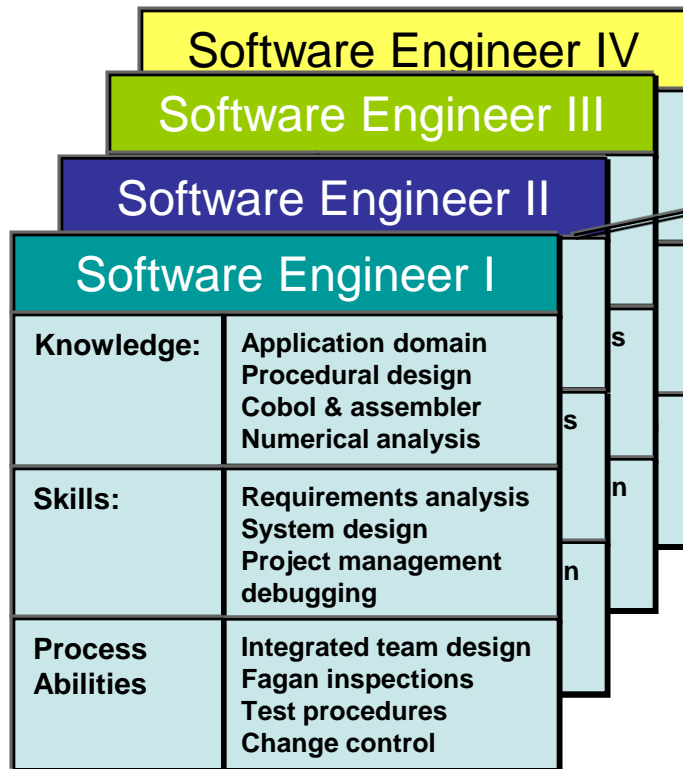 Software Engineer IV
Software Engineer III
Software Engineer II
Software Engineer I
Knowledge:
Application domain
Procedural design
Cobol & assembler
Numerical analysis
Skills:
Requirements analysis
System design
Project management
debugging
Process
Abilities
Integrated team design
Fagan inspections
Test procedures
Change control
s
n
s
n